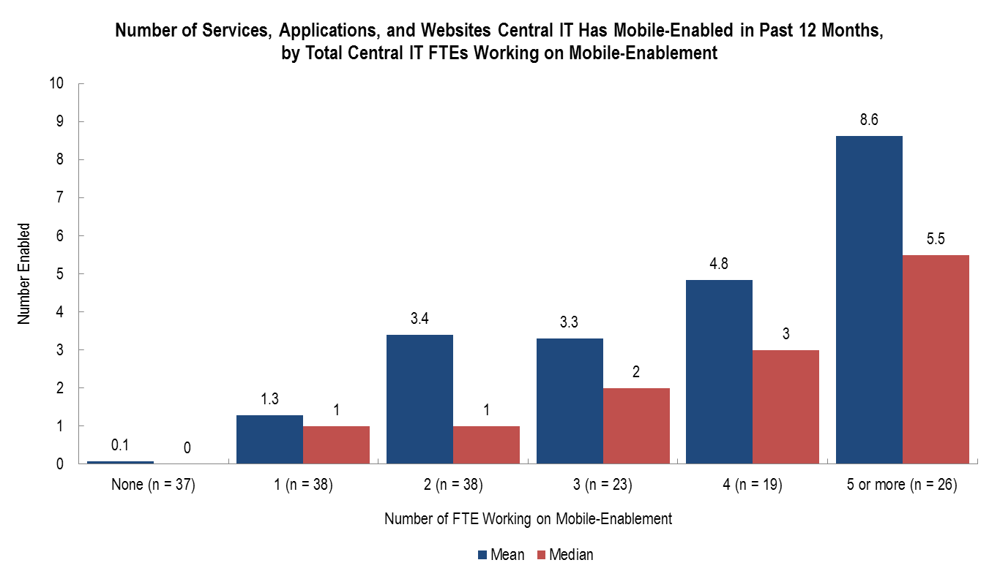 Number of Services, Applications, and Websites Central IT Has Mobile-Enabled in Past 12 Months,
by Total Central IT FTEs Working on Mobile-Enablement
10
9
8
7
6
5
4
3
2
1
0
Number Enabled
0.1
0
1.3
1
3.4
1
3.3
2
4.8
3
8.6
5.5
None (n = 37)
1 (n = 38)
2 (n = 38)
3 (n = 23)
4 (n = 19)
5 or more (n = 26)
Number of FTE Working on Mobile-Enablement
Mean
Median